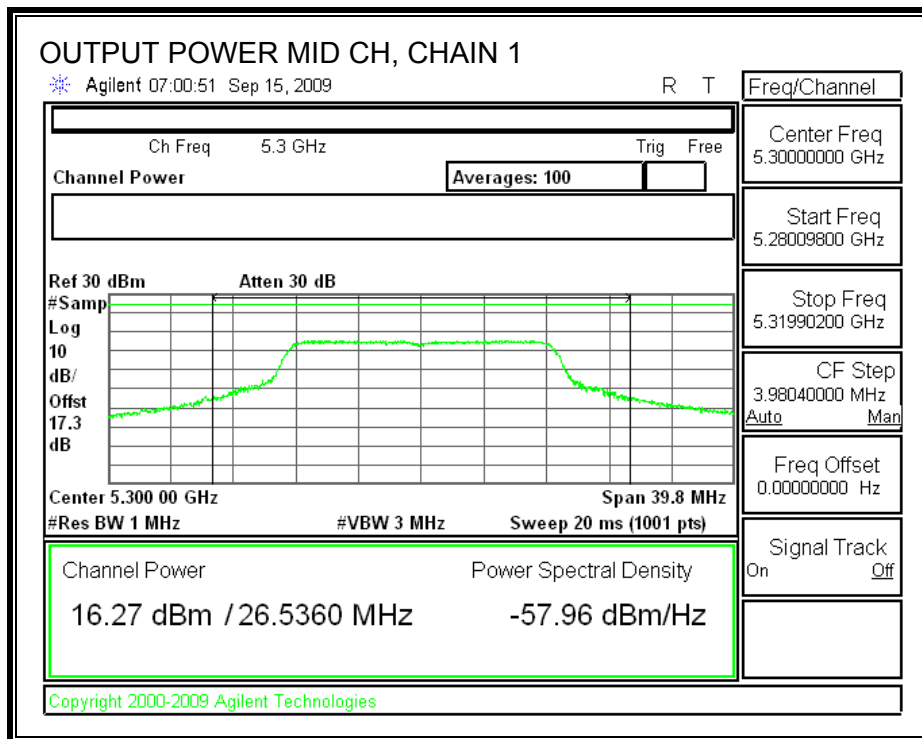 OUTPUT POWER MID CH, CHAIN 1
Agilent 07:00:51 Sep 15, 2009 R T
Ch Freq 5.3 GHz Trig Free
Channel Power Averages: 100
Ref 30 dBm Atten 30 dB
#Samp
Log
10
dB/
Offst
17.3
dB
Center 5.300 00 GHz Span 39.8 MHz
#Res BW 1 MHz #VBW 3 MHz Sweep 20 ms (1001 pts)
Channel Power Power Spectral Density
16.27 dBm / 26.5360 MHz -57.96 dBm/Hz
Copyright 2000-2009 Agilent Technologies
Freq/Channel
Center Freq
5.30000000 GHz
Start Freq
5.28009800 GHz
Stop Freq
5.31990200 GHz
CF Step
3.98040000 MHz
Auto Man
Freq Offset
0.00000000 Hz
Signal Track
On Off